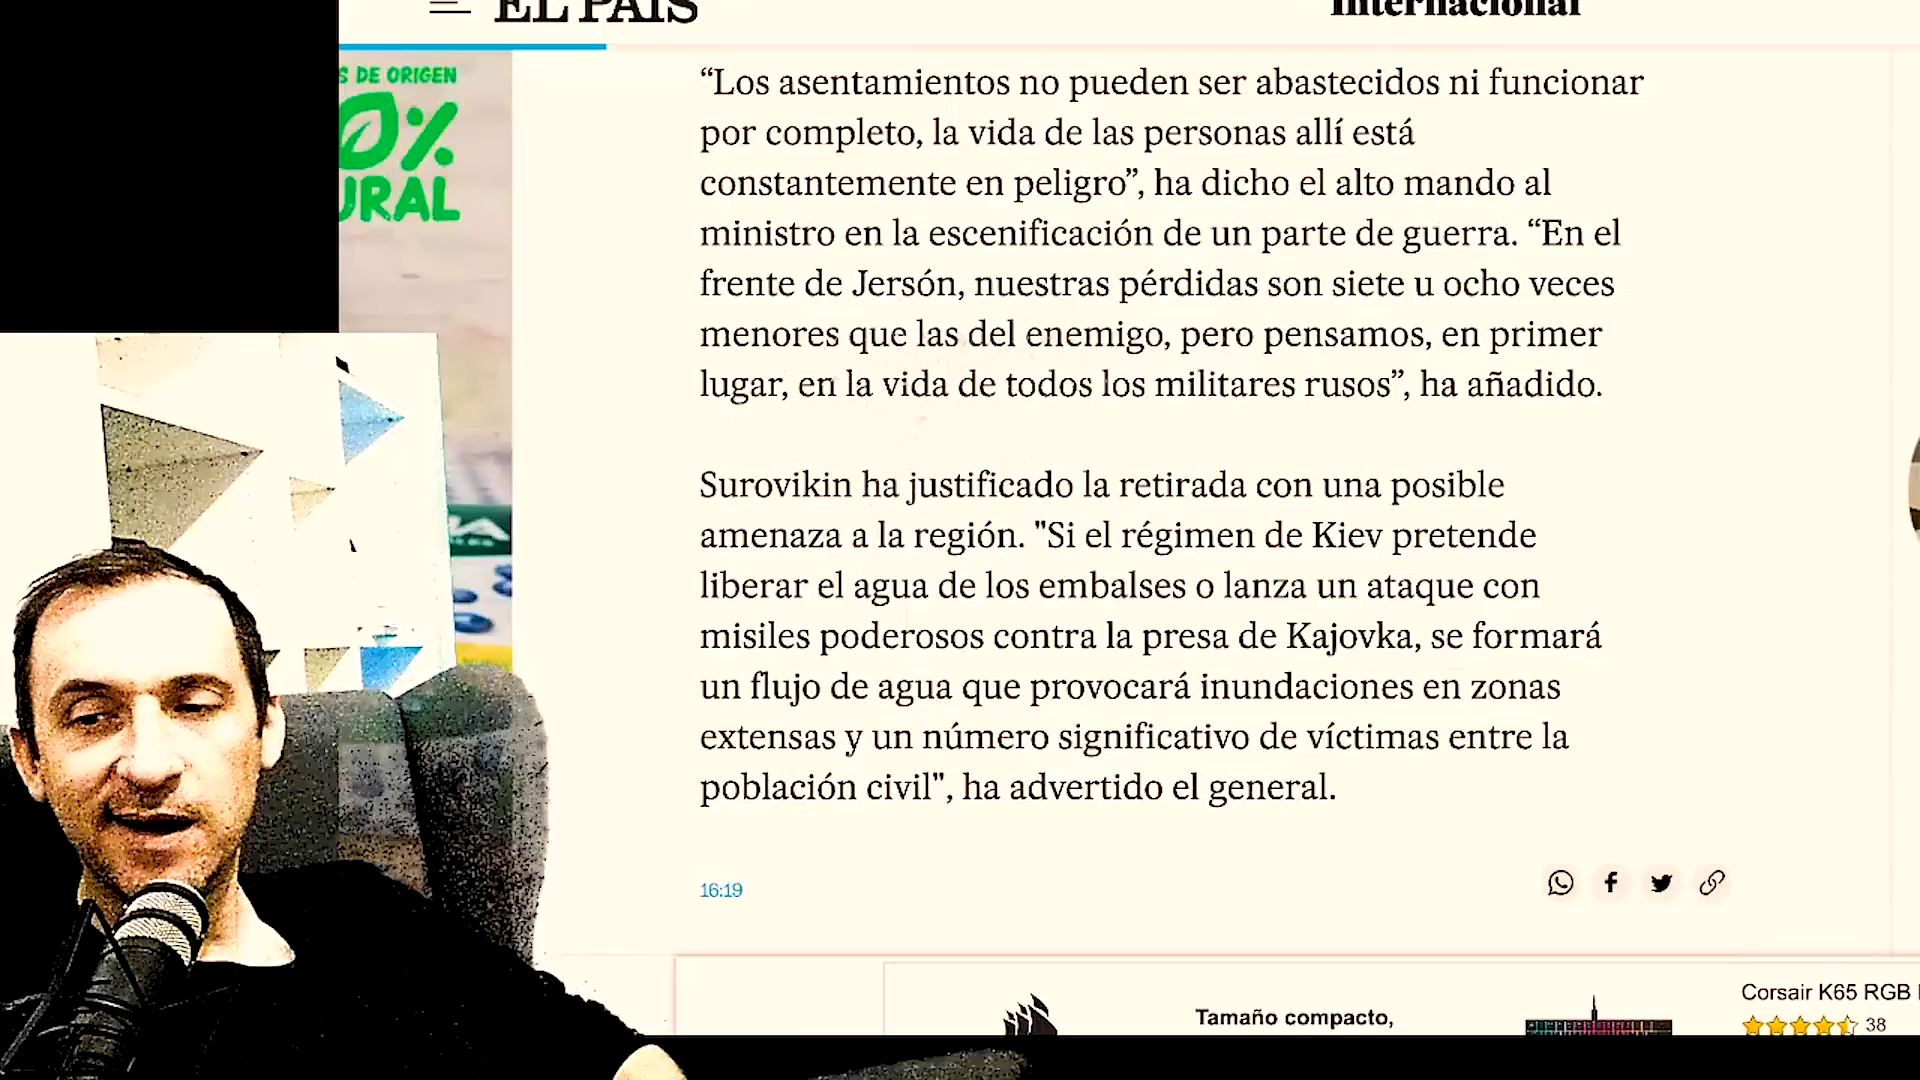 EL PAÍS
Internacional
S DE ORIGEN
0%
URAL
“Los asentamientos no pueden ser abastecidos ni funcionar
por completo, la vida de las personas allí está
constantemente en peligro”, ha dicho el alto mando al
ministro en la escenificación de un parte de guerra. “En el
frente de Jersón, nuestras pérdidas son siete u ocho veces
menores que las del enemigo, pero pensamos, en primer
lugar, en la vida de todos los militares rusos”, ha añadido.
Surovikin ha justificado la retirada con una posible
amenaza a la región. "Si el régimen de Kiev pretende
liberar el agua de los embalses o lanza un ataque con
misiles poderosos contra la presa de Kajovka, se formará
un flujo de agua que provocará inundaciones en zonas
extensas y un número significativo de víctimas entre la
población civil", ha advertido el general.
16:19
Tamaño compacto,
Corsair K65 RGB
38